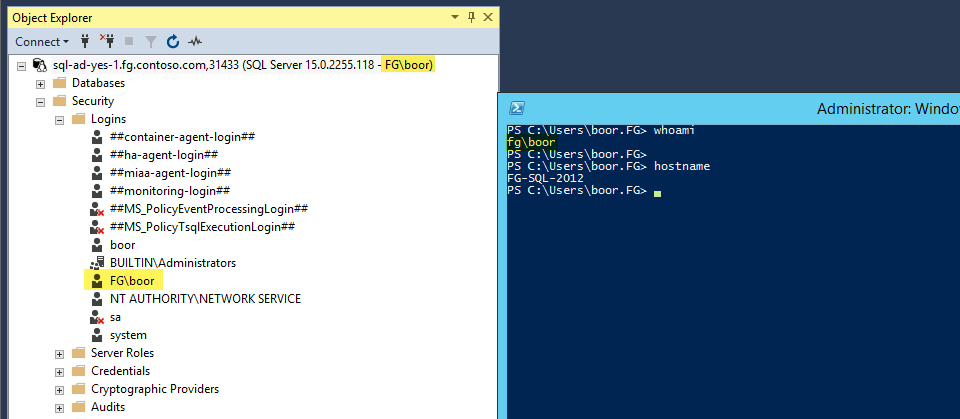 Object Explorer
Connect
sql-ad-yes-1.fg.contoso.com,31433 (SQL Server 15.0.2255.118 - FG\boor)
Databases
Security
Logins
##container-agent-login##
##ha-agent-login##
##miaa-agent-login##
##monitoring-login##
##MS_PolicyEventProcessingLogin##
##MS_PolicyTsqlExecutionLogin##
boor
BUILTIN\Administrators
FG\boor
NT AUTHORITY\NETWORK SERVICE
sa
system
Server Roles
Credentials
Cryptographic Providers
Audits
Administrator: Window
PS C:\Users\boor.FG> whoami
fg\boor
PS C:\Users\boor.FG>
PS C:\Users\boor.FG> hostname
FG-SQL-2012
PS C:\Users\boor.FG>